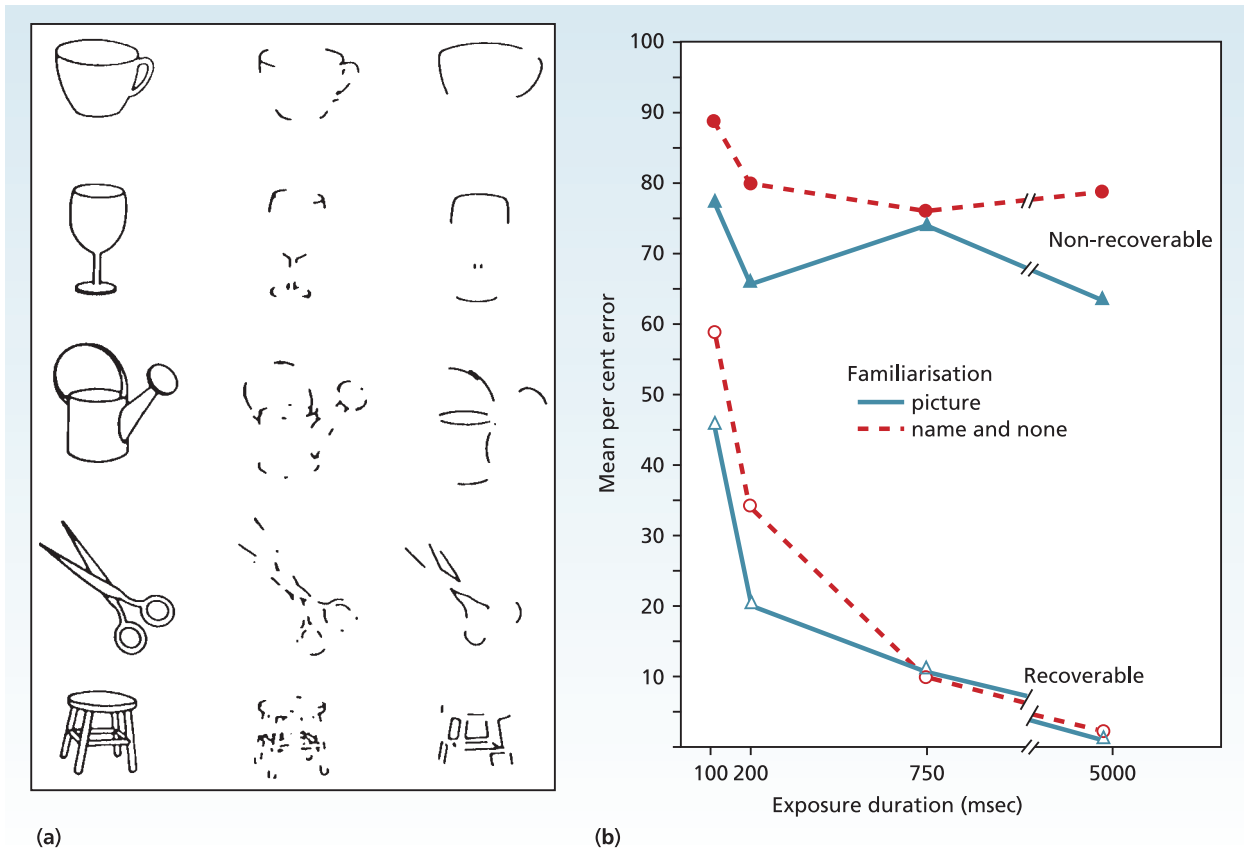 100
90
80
70
60
50
40
30
20
10
Mean per cent error
Non-recoverable
Familiarisation
picture
name and none
Recoverable
100 200 750 5000
Exposure duration (msec)
(a)
(b)